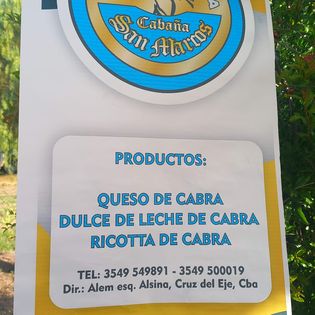 Cabaña
San Marcos
PRODUCTOS:
QUESO DE CABRA
DULCE DE LECHE DE CABRA
RICOTTA DE CABRA
TEL: 3549 549891 - 3549 500019
Dir.: Alem esq. Alsina, Cruz del Eje, Cba